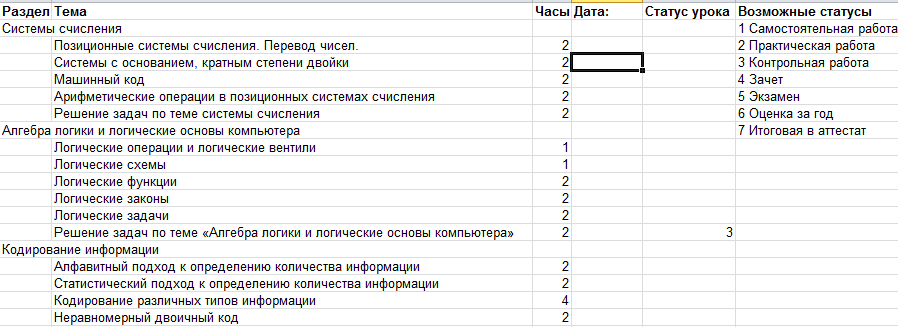 Раздел Тема Часы Дата: Статус урока Возможные статусы
Системы счисления 1 Самостоятельная работа
Позиционные системы счисления. Перевод чисел. 2 2 Практическая работа
Системы с основанием, кратным степени двойки 2 3 Контрольная работа
Машинный код 2 4 Зачет
Арифметические операции в позиционных системах счисления 2 5 Экзамен
Решение задач по теме системы счисления 2 6 Оценка за год
Алгебра логики и логические основы компьютера 7 Итоговая в аттестат
Логические операции и логические вентили 1
Логические схемы 1
Логические функции 2
Логические законы 2
Логические задачи 2
Решение задач по теме «Алгебра логики и логические основы компьютера» 2 3
Кодирование информации
Алфавитный подход к определению количества информации 2
Статистический подход к определению количества информации 2
Кодирование различных типов информации 4
Неравномерный двоичный код 2